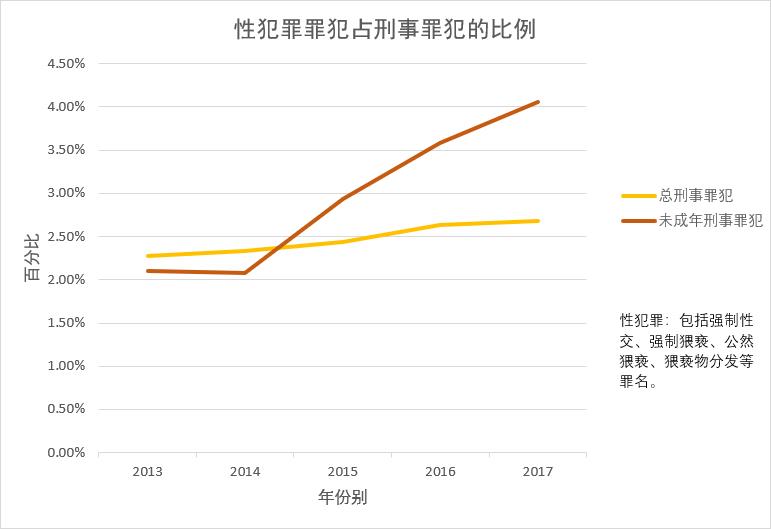 性犯罪罪犯占刑事罪犯的比例
4.50%
4.00%
3.50%
3.00%
2.50%
2.00%
1.50%
1.00%
0.50%
0.00%
百分比
2013 2014 2015 2016 2017
年份别
总刑事罪犯
未成年刑事罪犯
性犯罪：包括强制性
交、强制猥亵、公然
猥亵、猥亵物分发等
罪名。